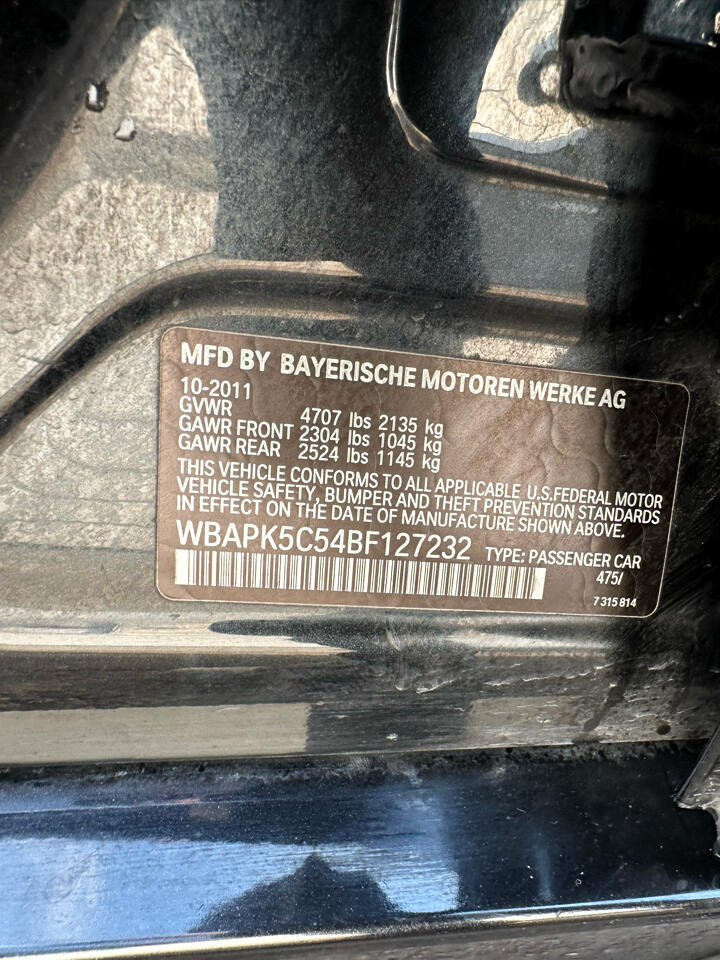 MFD BY BAYERISCHE MOTOREN WERKE AG
10-2011
GVWR 4707 lbs 2135 kg
GAWR FRONT 2304 lbs 1045 kg
GAWR REAR 2524 lbs 1145 kg
THIS VEHICLE CONFORMS TO ALL APPLICABLE U.S.FEDERAL MOTOR
VEHICLE SAFETY, BUMPER AND THEFT PREVENTION STANDARDS
IN EFFECT ON THE DATE OF MANUFACTURE SHOWN ABOVE.
WBAPK5C54BF127232 TYPE: PASSENGER CAR
475/
7 315 814